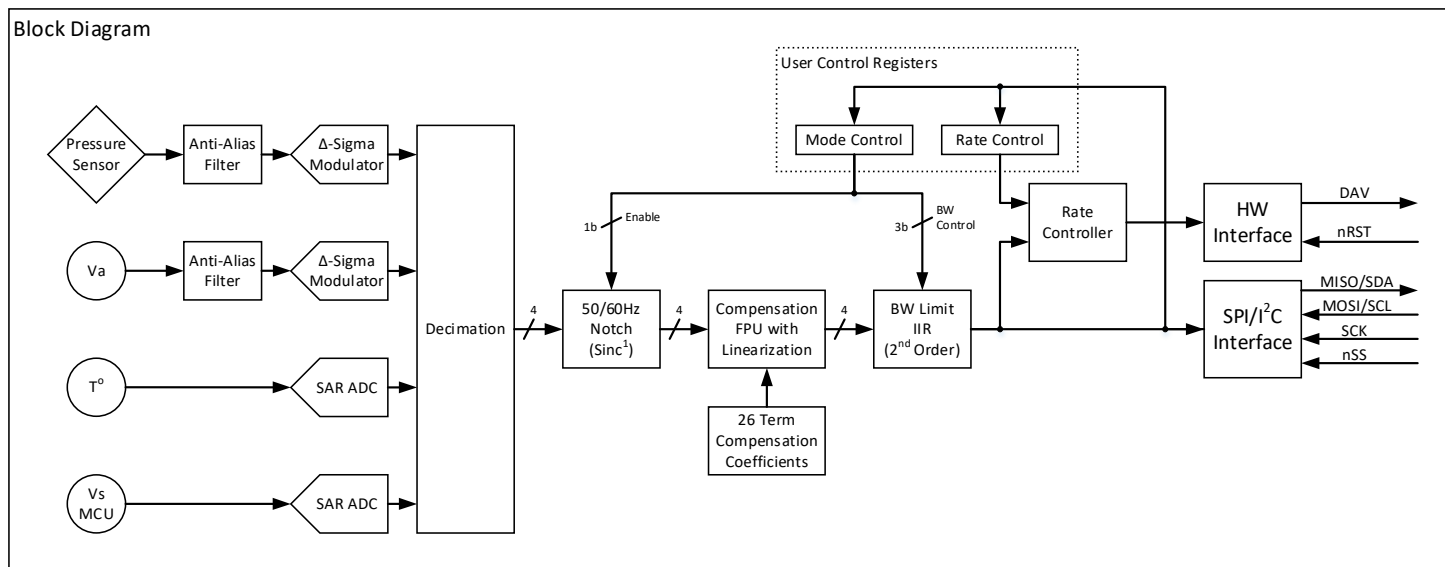 Block Diagram
User Control Registers
Mode Control
Rate Control
Pressure
Sensor
Anti-Alias
Filter
Δ-Sigma
Modulator
Va
Anti-Alias
Filter
Δ-Sigma
Modulator
T°
SAR ADC
Vs
MCU
SAR ADC
Decimation
4
1b
Enable
3b
BW
Control
50/60Hz
Notch
(Sinc¹)
4
Compensation
FPU with
Linearization
4
BW Limit
IIR
(2ⁿᵈ Order)
26 Term
Compensation
Coefficients
Rate
Controller
HW
Interface
DAV
nRST
SPI/I²C
Interface
MISO/SDA
MOSI/SCL
SCK
nSS